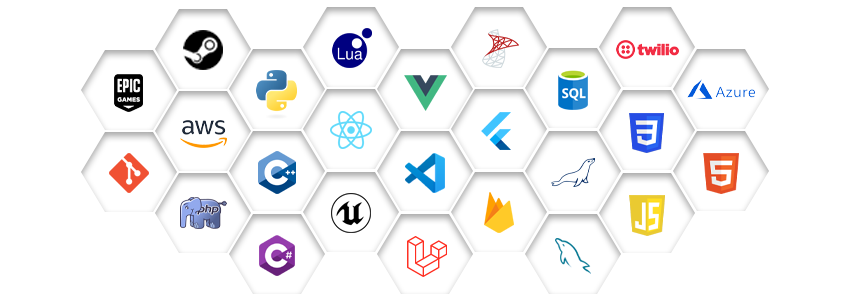 Lua
twilio
EPIC
GAMES
SQL
Azure
aws
3
C
++
5
php
JS
C
#